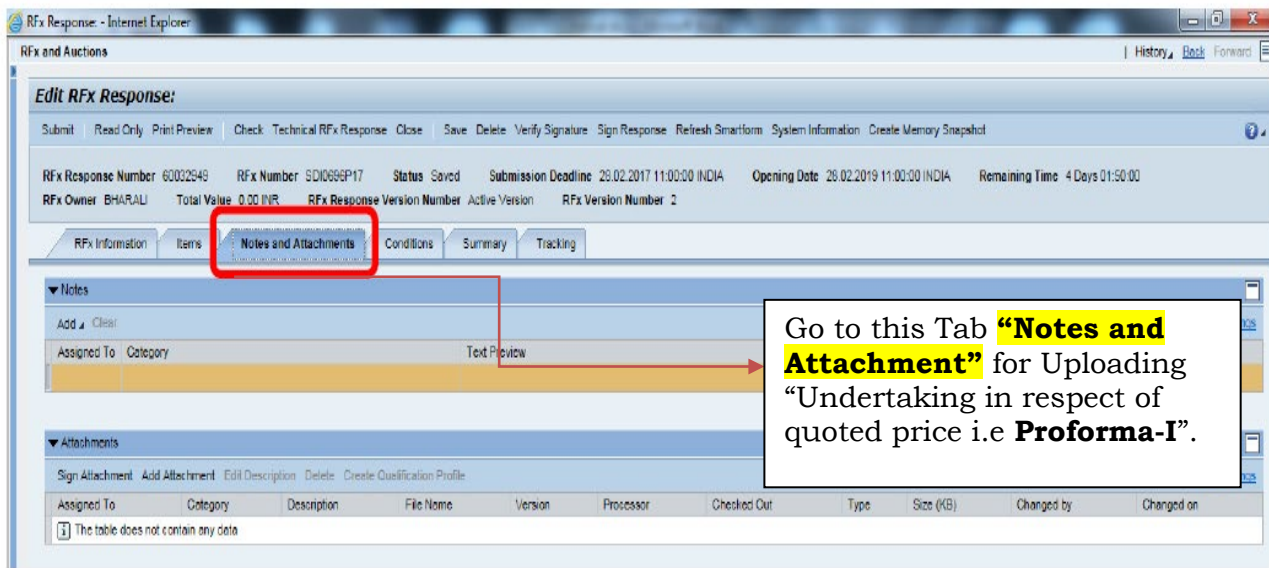 RFx Response: - Internet Explorer
RFx and Auctions | History Back Forward
Edit RFx Response:
Submit Read Only Print Preview Check Technical RFx Response Close Save Delete Verify Signature Sign Response Refresh Smartform System Information Create Memory Snapshot
RFx Response Number 60032949 RFx Number SDI0696P17 Status Saved Submission Deadline 28.02.2017 11:00:00 INDIA Opening Date 28.02.2019 11:00:00 INDIA Remaining Time 4 Days 01:50:00
RFx Owner BHARALI Total Value 0.00 INR RFx Response Version Number Active Version RFx Version Number 2
RFx Information Items Notes and Attachments Conditions Summary Tracking
Notes
Add Clear
Assigned To Category Text Preview
Go to this Tab “Notes and
Attachment” for Uploading
“Undertaking in respect of
quoted price i.e Proforma-I”.
Attachments
Sign Attachment Add Attachment Edit Description Delete Create Qualification Profile
Assigned To Category Description File Name Version Processor Checked Out Type Size (KB) Changed by Changed on
The table does not contain any data